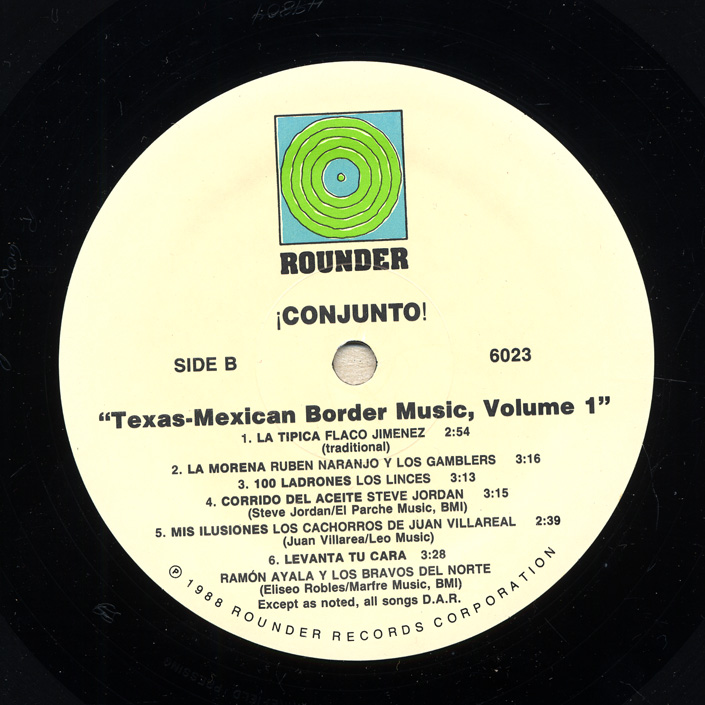 ROUNDER
¡CONJUNTO!
SIDE B
6023
“Texas-Mexican Border Music, Volume 1”
1. LA TIPICA FLACO JIMENEZ 2:54
(traditional)
2. LA MORENA RUBEN NARANJO Y LOS GAMBLERS 3:16
3. 100 LADRONES LOS LINCES 3:13
4. CORRIDO DEL ACEITE STEVE JORDAN 3:15
(Steve Jordan/El Parche Music, BMI)
5. MIS ILUSIONES LOS CACHORROS DE JUAN VILLAREAL 2:39
(Juan Villarea/Leo Music)
6. LEVANTA TU CARA 3:28
RAMÓN AYALA Y LOS BRAVOS DEL NORTE
(Eliseo Robles/Marfre Music, BMI)
Except as noted, all songs D.A.R.
℗ 1988 ROUNDER RECORDS CORPORATION